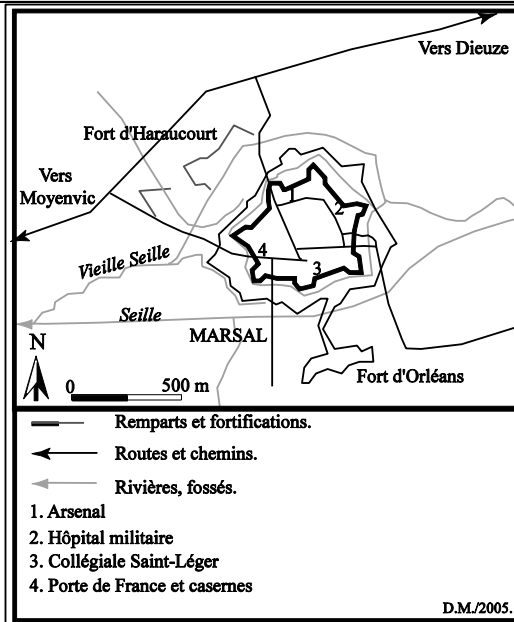 Vers Dieuze
Fort d'Haraucourt
Vers
Moyenvic
2
4
3
Vieille Seille
Seille
MARSAL
N
0 500 m
Fort d'Orléans
Remparts et fortifications.
Routes et chemins.
Rivières, fossés.
1. Arsenal
2. Hôpital militaire
3. Collégiale Saint-Léger
4. Porte de France et casernes
D.M./2005.